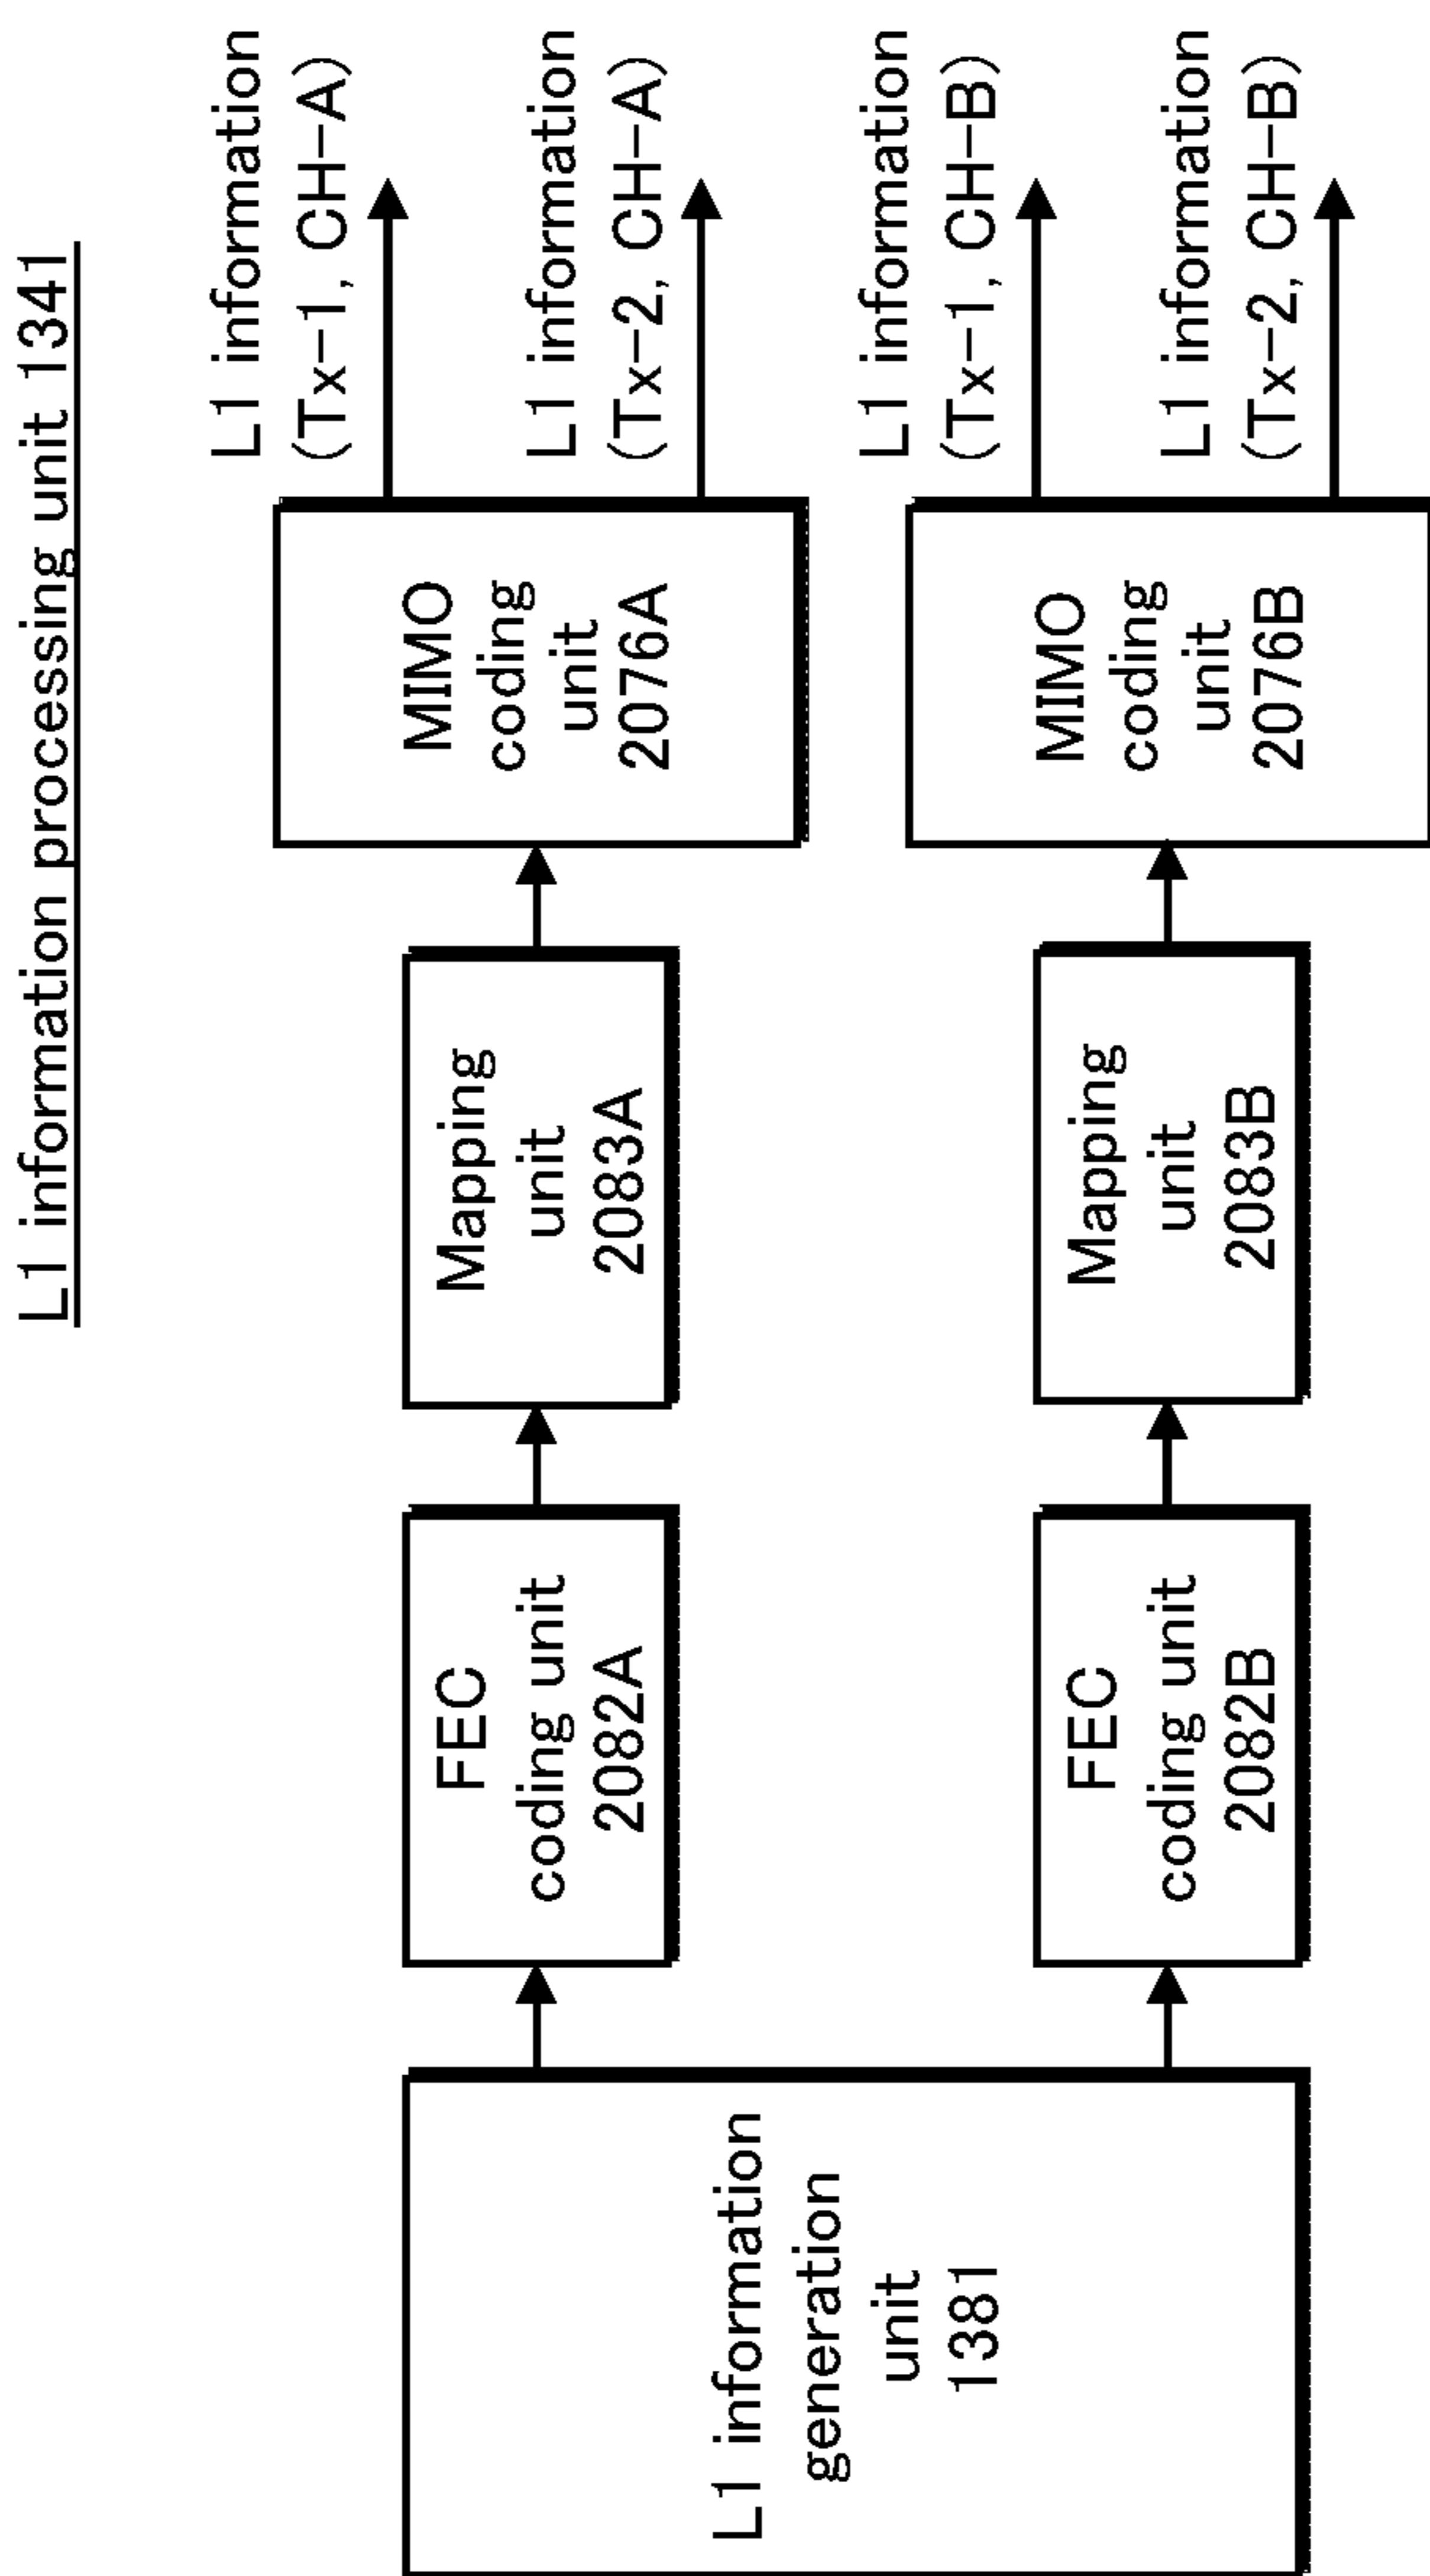 L1 information processing unit 1341
L1 information
generation
unit
1381
FEC
coding unit
2082A
Mapping
unit
2083A
MIMO
coding
unit
2076A
L1 information
(Tx-1, CH-A)
L1 information
(Tx-2, CH-A)
FEC
coding unit
2082B
Mapping
unit
2083B
MIMO
coding
unit
2076B
L1 information
(Tx-1, CH-B)
L1 information
(Tx-2, CH-B)